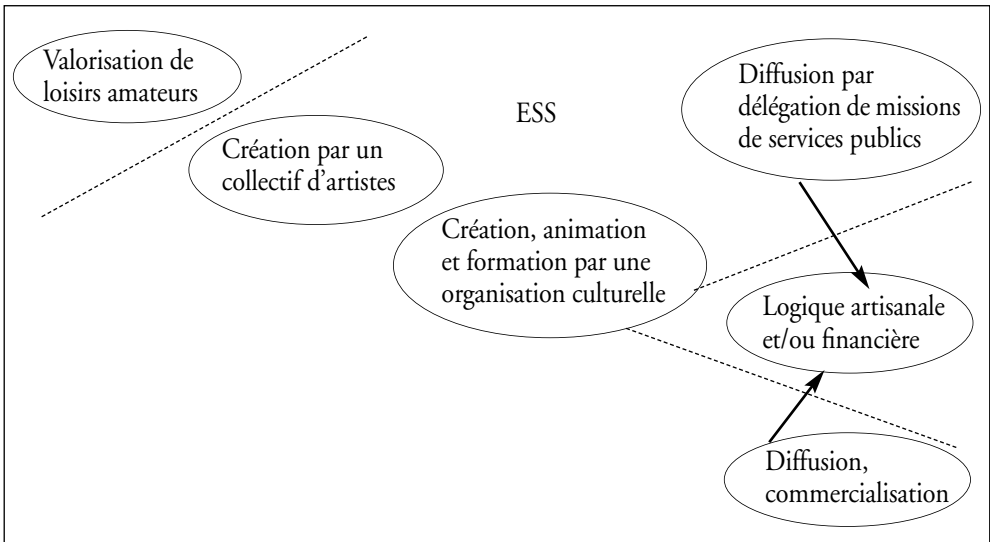 Valorisation de
loisirs amateurs
Création par un
collectif d'artistes
ESS
Diffusion par
délégation de missions
de services publics
Création, animation
et formation par une
organisation culturelle
Logique artisanale
et/ou financière
Diffusion,
commercialisation